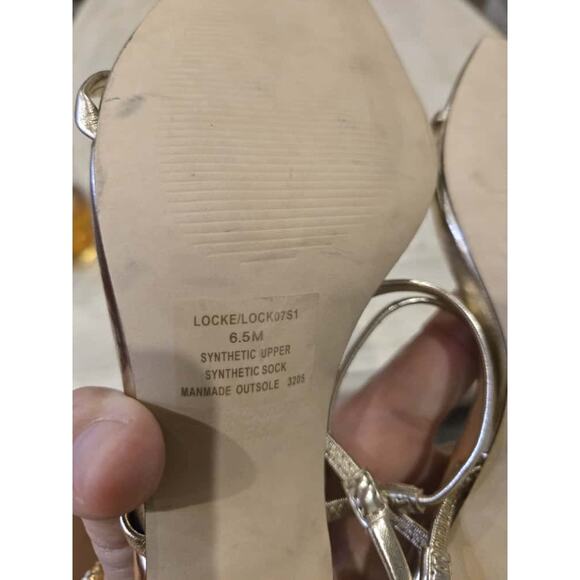 LOCKE/LOCK07S1
6.5M
SYNTHETIC UPPER
SYNTHETIC SOCK
MANMADE OUTSOLE 3205